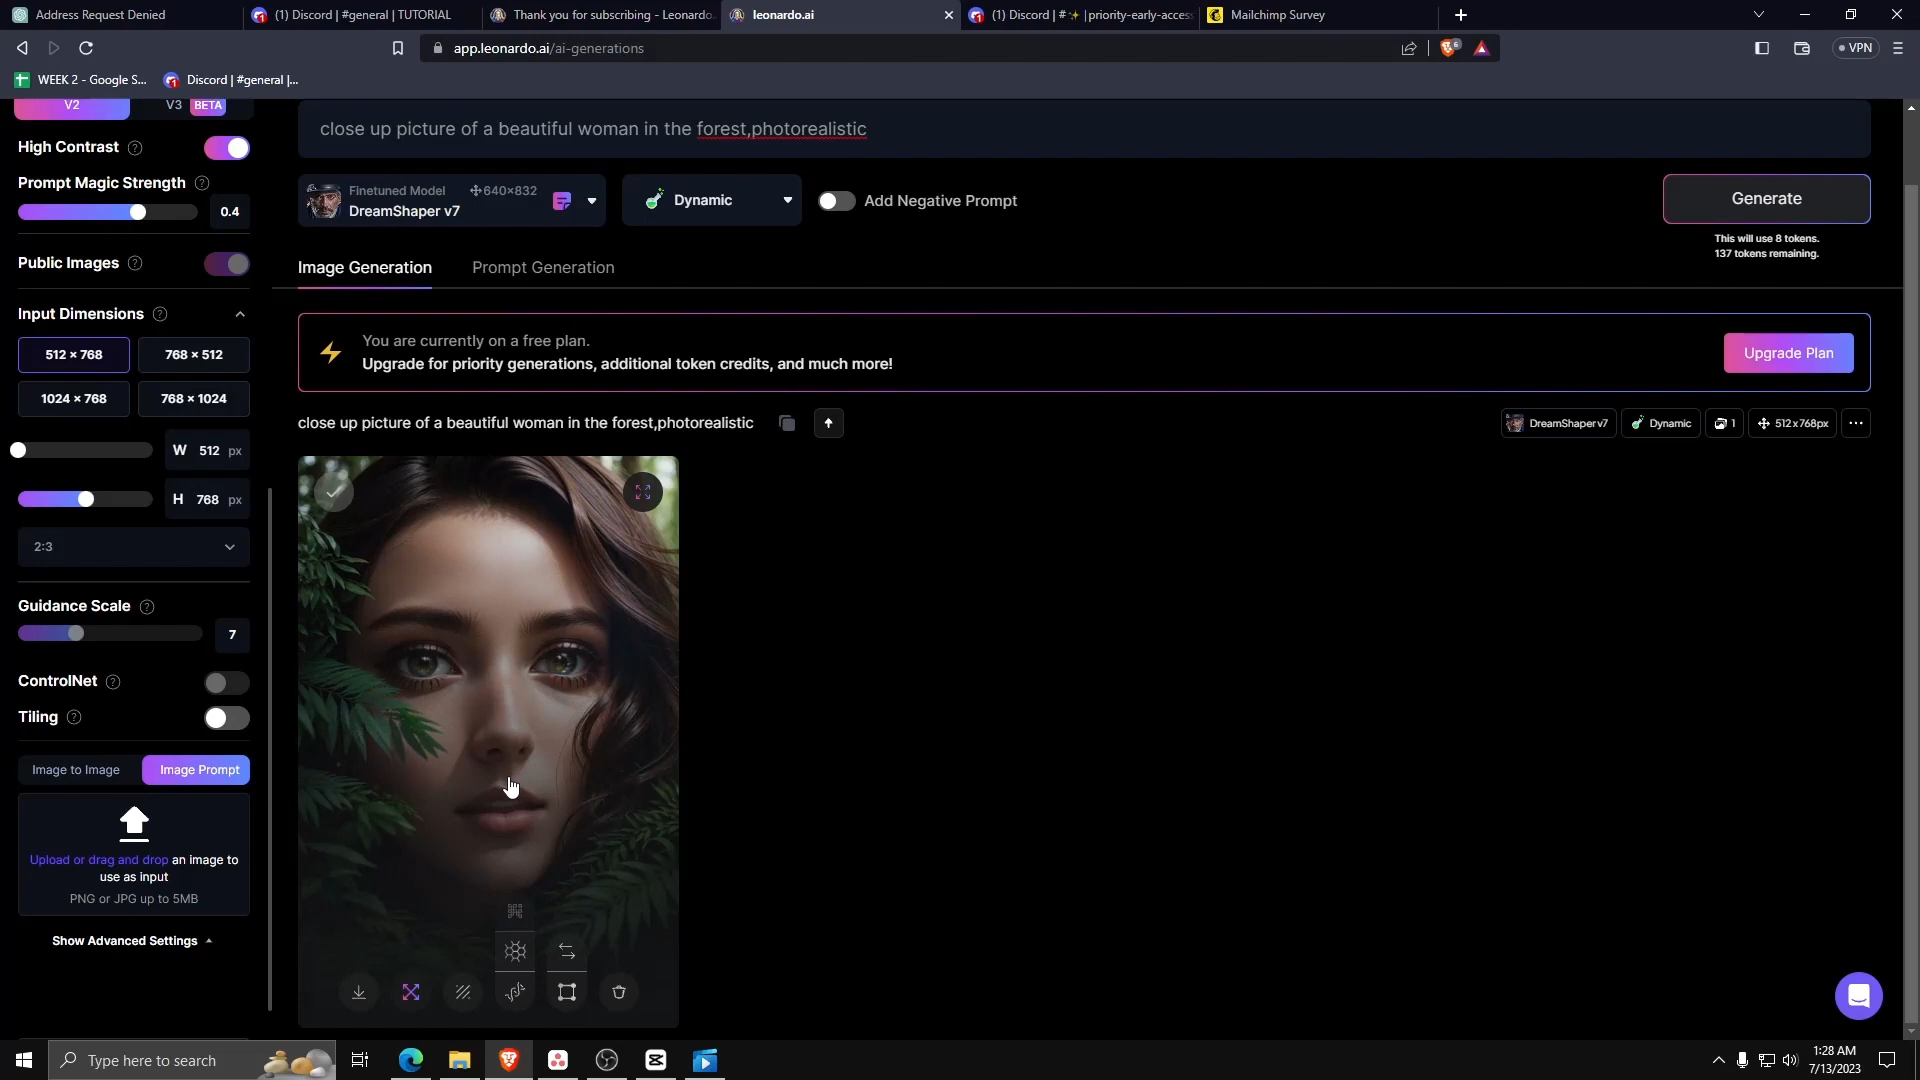 Address Request Denied
(1) Discord | #general | TUTORIAL
Thank you for subscribing - Leonardo.
leonardo.ai
(1) Discord | #✨ |priority-early-access
Mailchimp Survey
app.leonardo.ai/ai-generations
VPN
WEEK 2 - Google S...
Discord | #general |...
V2
V3 BETA
close up picture of a beautiful woman in the forest,photorealistic
High Contrast
Prompt Magic Strength
0.4
Finetuned Model
640×832
DreamShaper v7
Dynamic
Add Negative Prompt
Generate
This will use 8 tokens.
137 tokens remaining.
Public Images
Image Generation
Prompt Generation
Input Dimensions
512 × 768
768 × 512
1024 × 768
768 × 1024
W 512 px
H 768 px
2:3
You are currently on a free plan.
Upgrade for priority generations, additional token credits, and much more!
Upgrade Plan
close up picture of a beautiful woman in the forest,photorealistic
DreamShaper v7
Dynamic
1
512x768px
Guidance Scale
7
ControlNet
Tiling
Image to Image
Image Prompt
Upload or drag and drop an image to
use as input
PNG or JPG up to 5MB
Show Advanced Settings
Type here to search
1:28 AM
7/13/2023